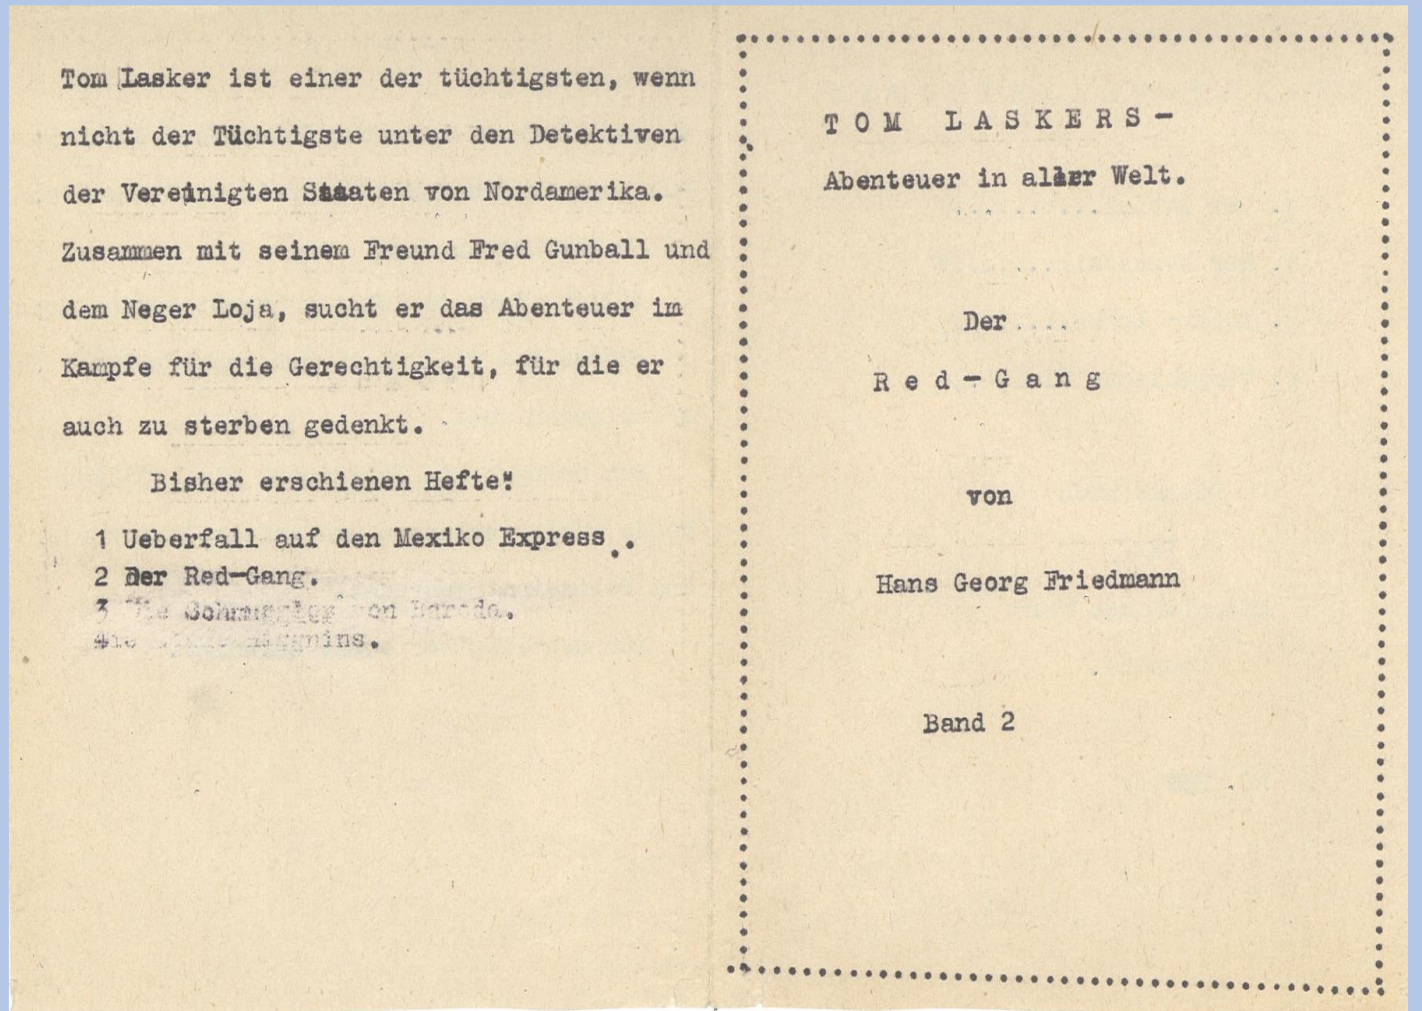 Tom Lasker ist einer der tüchtigsten, wenn
nicht der Tüchtigste unter den Detektiven
der Vereinigten Staaten von Nordamerika.
Zusammen mit seinem Freund Fred Gunball und
dem Neger Loja, sucht er das Abenteuer im
Kampfe für die Gerechtigkeit, für die er
auch zu sterben gedenkt.
Bisher erschienen Hefte:
1 Ueberfall auf den Mexiko Express.
2 Der Red-Gang.
3 Die Schmuggler von
4
TOM LASKERS-
Abenteuer in aller Welt.
Der
Red-Gang
von
Hans Georg Friedmann
Band 2